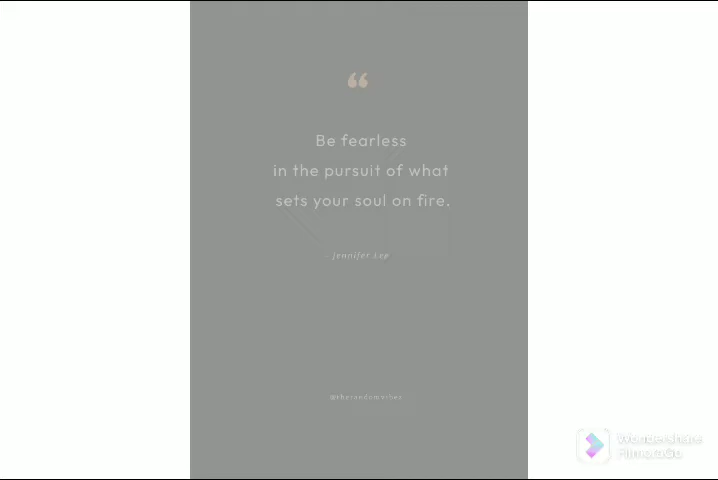 “
Be fearless
in the pursuit of what
sets your soul on fire.
- Jennifer Lee
Wondershare
FilmoraGo